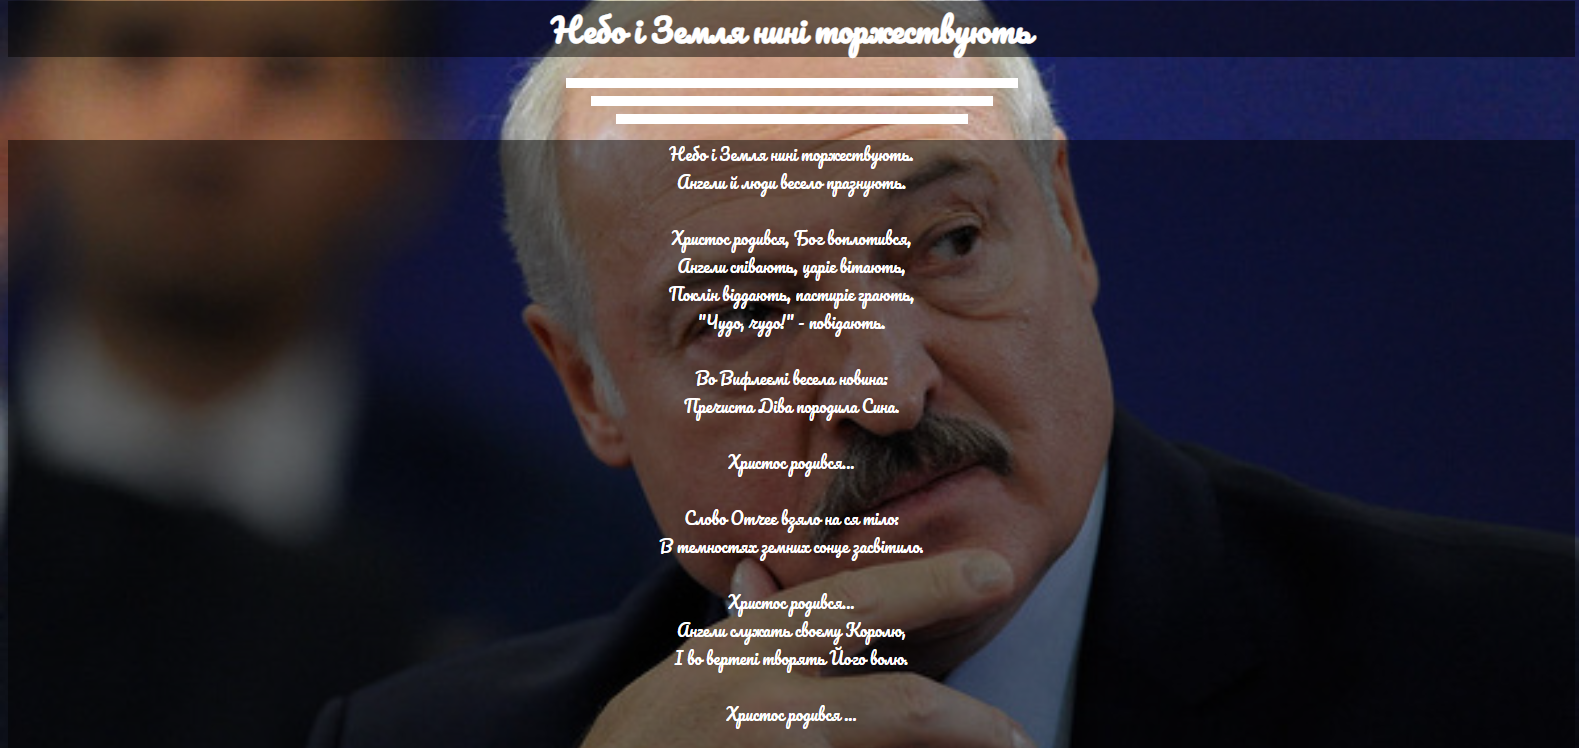 Небо і Земля нині торжествують
Небо і Земля нині торжествують.
Ангели й люди весело празнують.
Христос родився, Бог воплотився,
Ангели співають, царіє вітають,
Поклін віддають, пастиріє грають,
"Чудо, чудо!" - повідають.
Во Вифлеємі весела новина:
Пречиста Діва породила Сина.
Христос родився...
Слово Отчеє взяло на ся тіло:
В темностях земних сонце засвітило.
Христос родився...
Ангели служать своєму Королю,
І во вертепі творять Його волю.
Христос родився ...